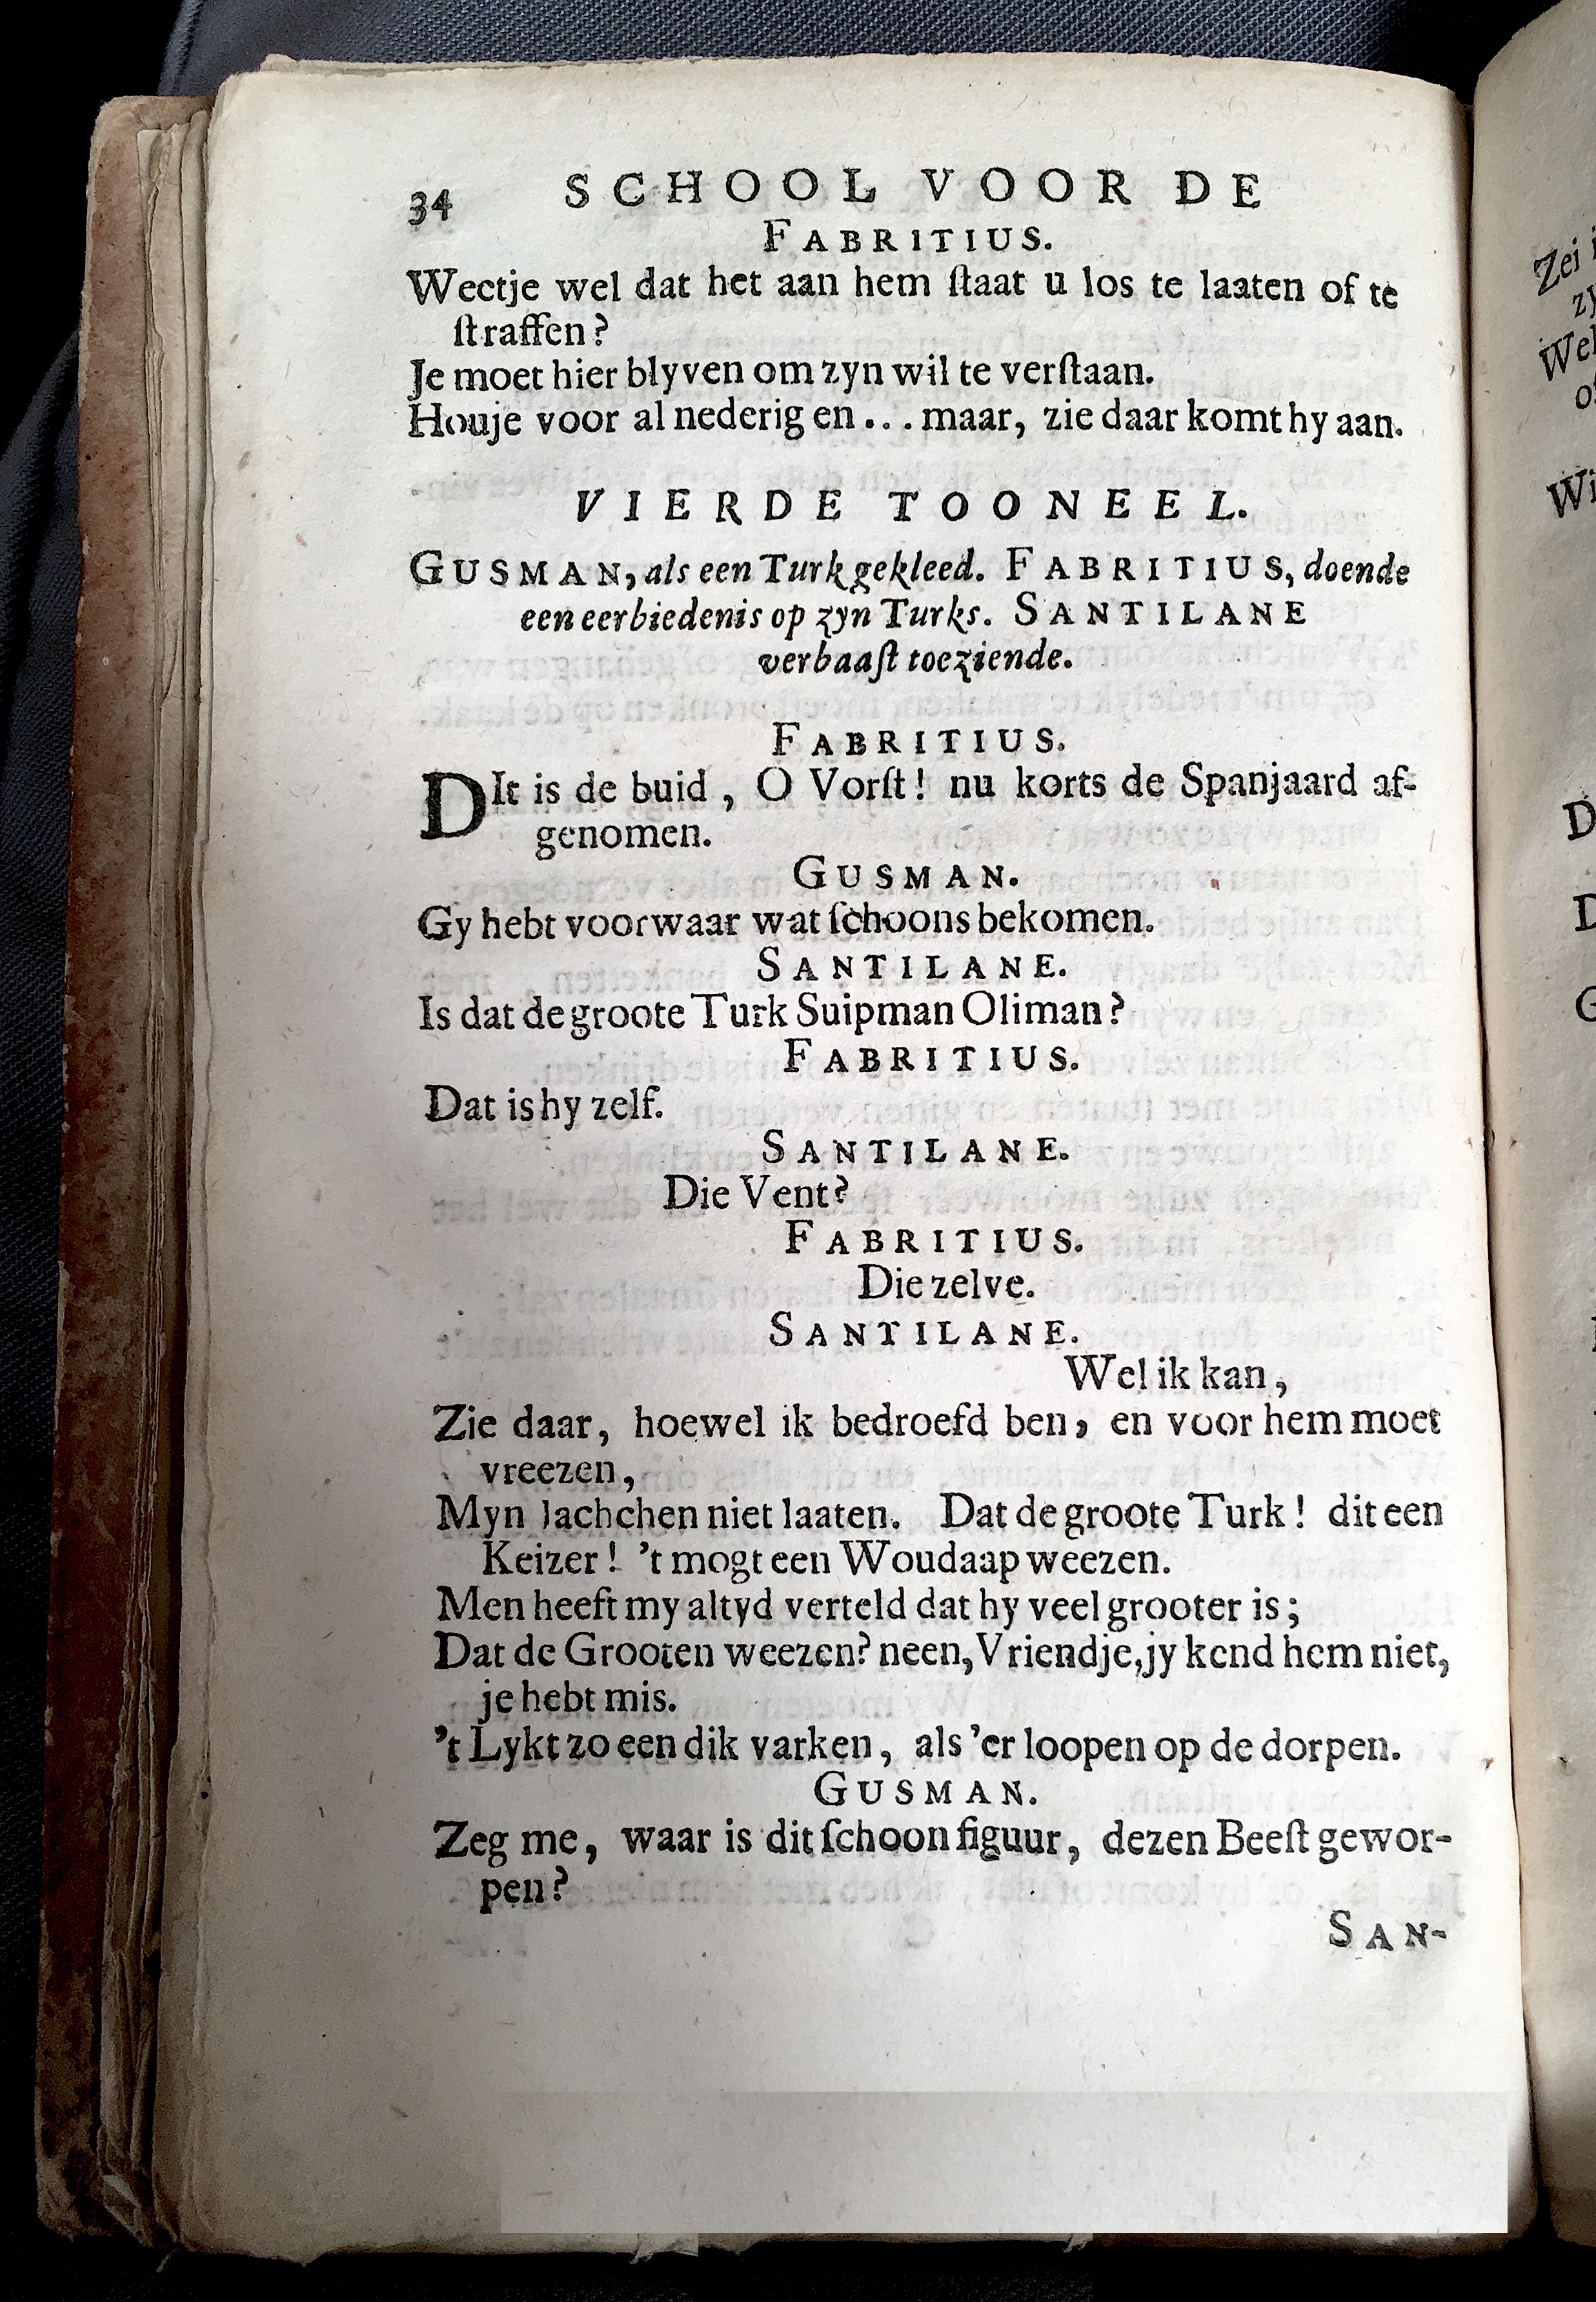 34 SCHOOL VOOR DE
FABRITIUS.
Weetje wel dat het aan hem ſtaat u los te laaten of te
ſtraffen?
Je moet hier blyven om zyn wil te verſtaan.
Houje voor al nederig en... maar, zie daar komt hy aan.
VIERDE TOONEEL.
GUSMAN, als een Turk gekleed. FABRITIUS, doende
een eerbiedenis op zyn Turks. SANTILANE
verbaaſt toeziende.
FABRITIUS.
DIt is de buid, O Vorſt! nu korts de Spanjaard af-
genomen.
GUSMAN.
Gy hebt voorwaar wat ſchoons bekomen.
SANTILANE.
Is dat de groote Turk Suipman Oliman?
FABRITIUS.
Dat is hy zelf.
SANTILANE.
Die Vent?
FABRITIUS.
Die zelve.
SANTILANE.
Wel ik kan,
Zie daar, hoewel ik bedroefd ben, en voor hem moet
vreezen,
Myn lachchen niet laaten. Dat de groote Turk! dit een
Keizer! 't mogt een Woudaap weezen.
Men heeft my altyd verteld dat hy veel grooter is;
Dat de Grooten weezen? neen, Vriendje, jy kend hem niet,
je hebt mis.
't Lykt zo een dik varken, als 'er loopen op de dorpen.
GUSMAN.
Zeg me, waar is dit ſchoon figuur, dezen Beeſt gewor-
pen?
SAN-
Zei
zy
Wel
Wi
D
D
G